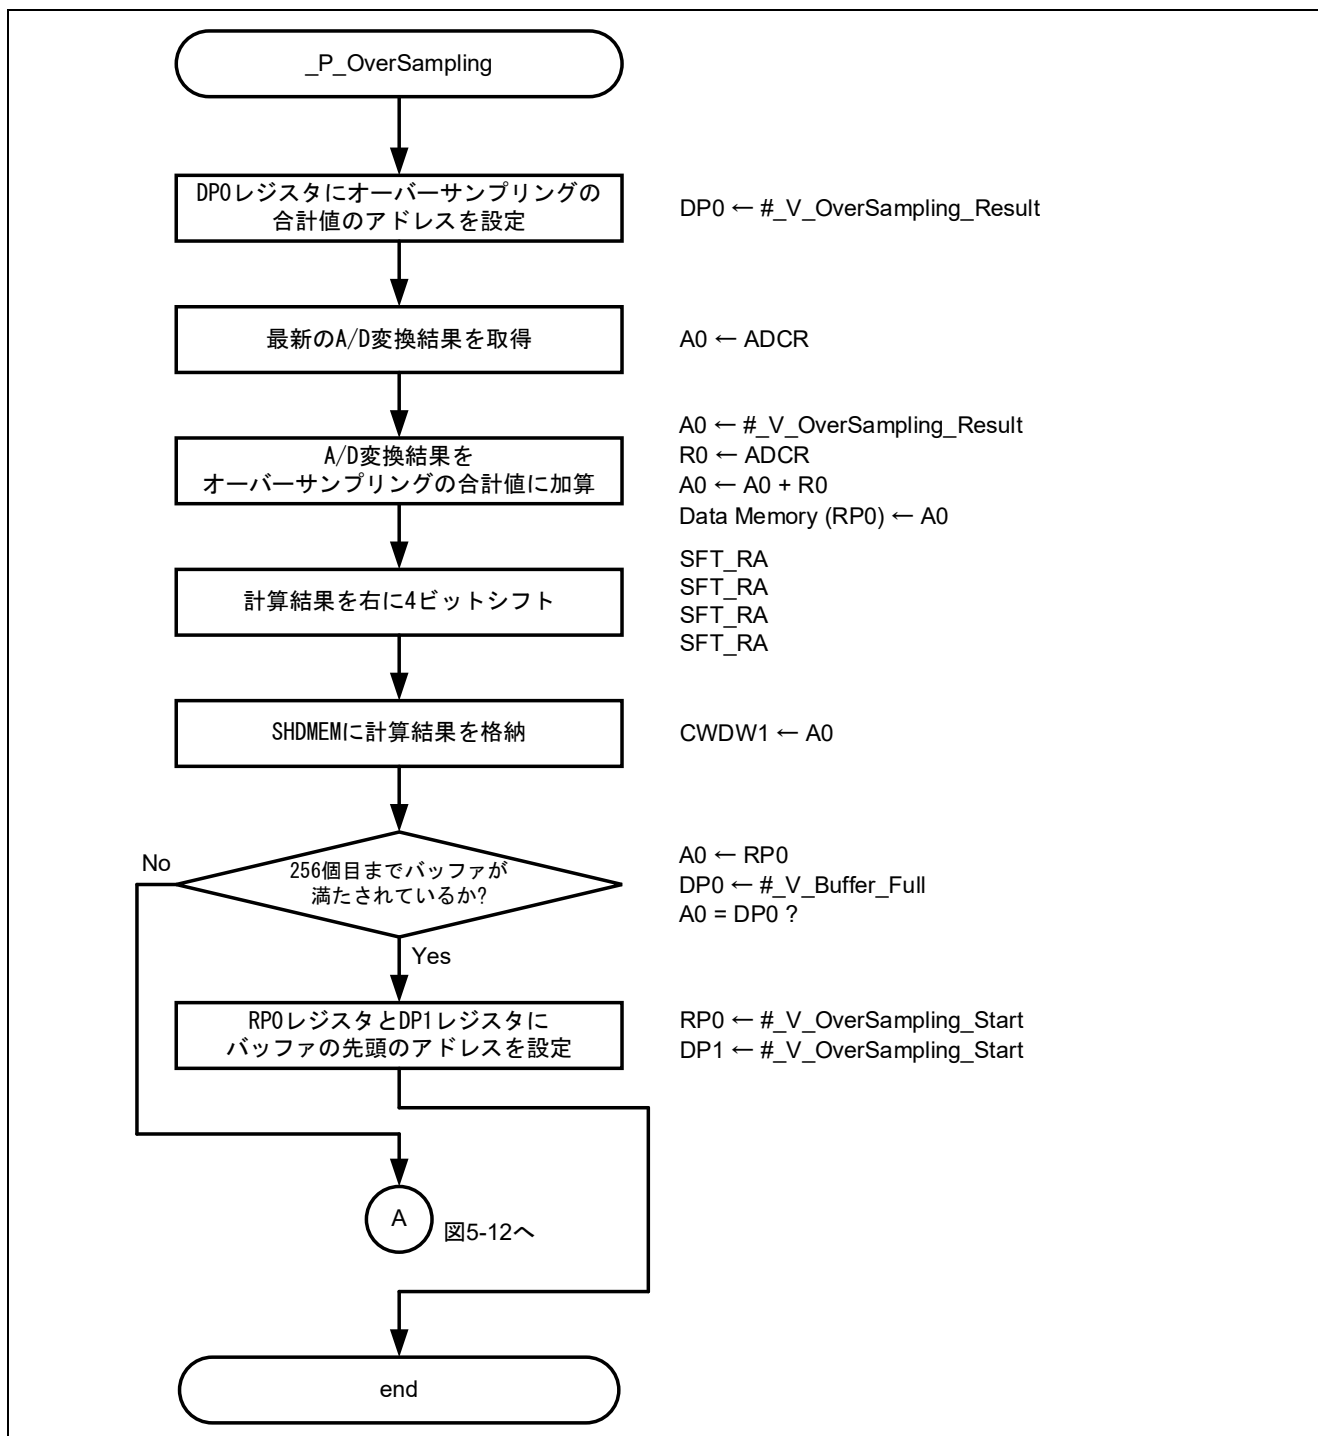 _P_OverSampling
DP0レジスタにオーバーサンプリングの
合計値のアドレスを設定
DP0 ← #_V_OverSampling_Result
最新のA/D変換結果を取得
A0 ← ADCR
A/D変換結果を
オーバーサンプリングの合計値に加算
A0 ← #_V_OverSampling_Result
R0 ← ADCR
A0 ← A0 + R0
Data Memory (RP0) ← A0
計算結果を右に4ビットシフト
SFT_RA
SFT_RA
SFT_RA
SFT_RA
SHDMEMに計算結果を格納
CWDW1 ← A0
256個目までバッファが
満たされているか?
No
Yes
A0 ← RP0
DP0 ← #_V_Buffer_Full
A0 = DP0 ?
RP0レジスタとDP1レジスタに
バッファの先頭のアドレスを設定
RP0 ← #_V_OverSampling_Start
DP1 ← #_V_OverSampling_Start
A
図5-12へ
end